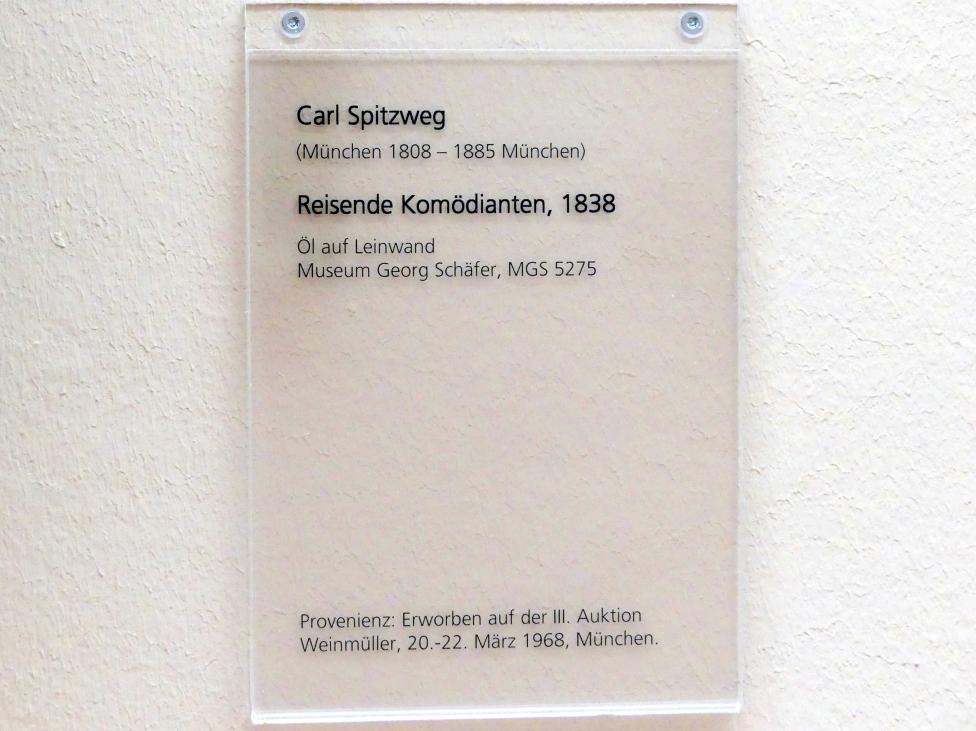 Carl Spitzweg
(München 1808 – 1885 München)
Reisende Komödianten, 1838
Öl auf Leinwand
Museum Georg Schäfer, MGS 5275
Provenienz: Erworben auf der III. Auktion
Weinmüller, 20.-22. März 1968, München.